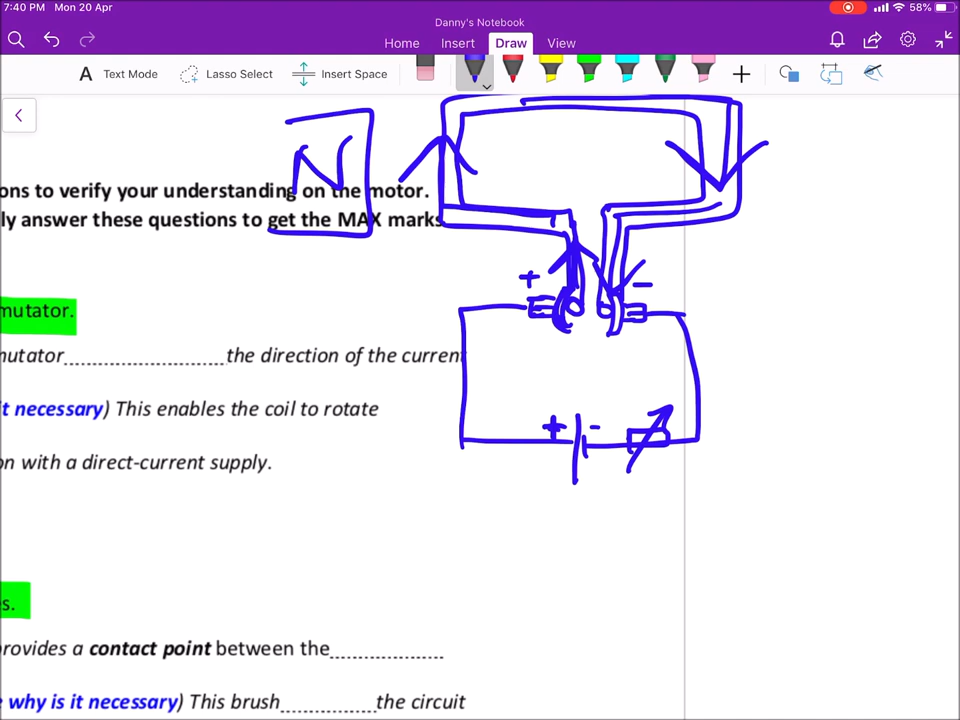 7:40 PM Mon 20 Apr
58%
Danny's Notebook
Home Insert Draw View
A Text Mode Lasso Select Insert Space
N
ons to verify your understanding on the motor.
ly answer these questions to get the MAX marks
+ -
mutator.
nutator the direction of the current
it necessary) This enables the coil to rotate
+ -
on with a direct-current supply.
s.
rovides a contact point between the
why is it necessary) This brush the circuit